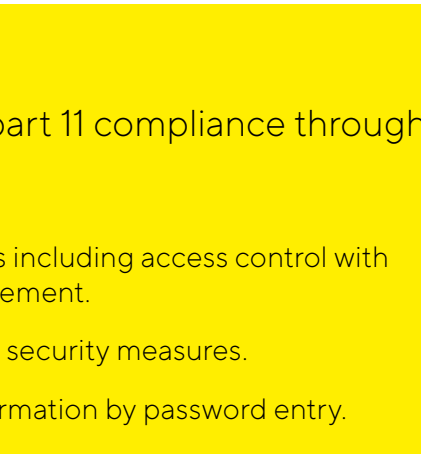 part 11 compliance through
s including access control with
ement.
security measures.
rmation by password entry.